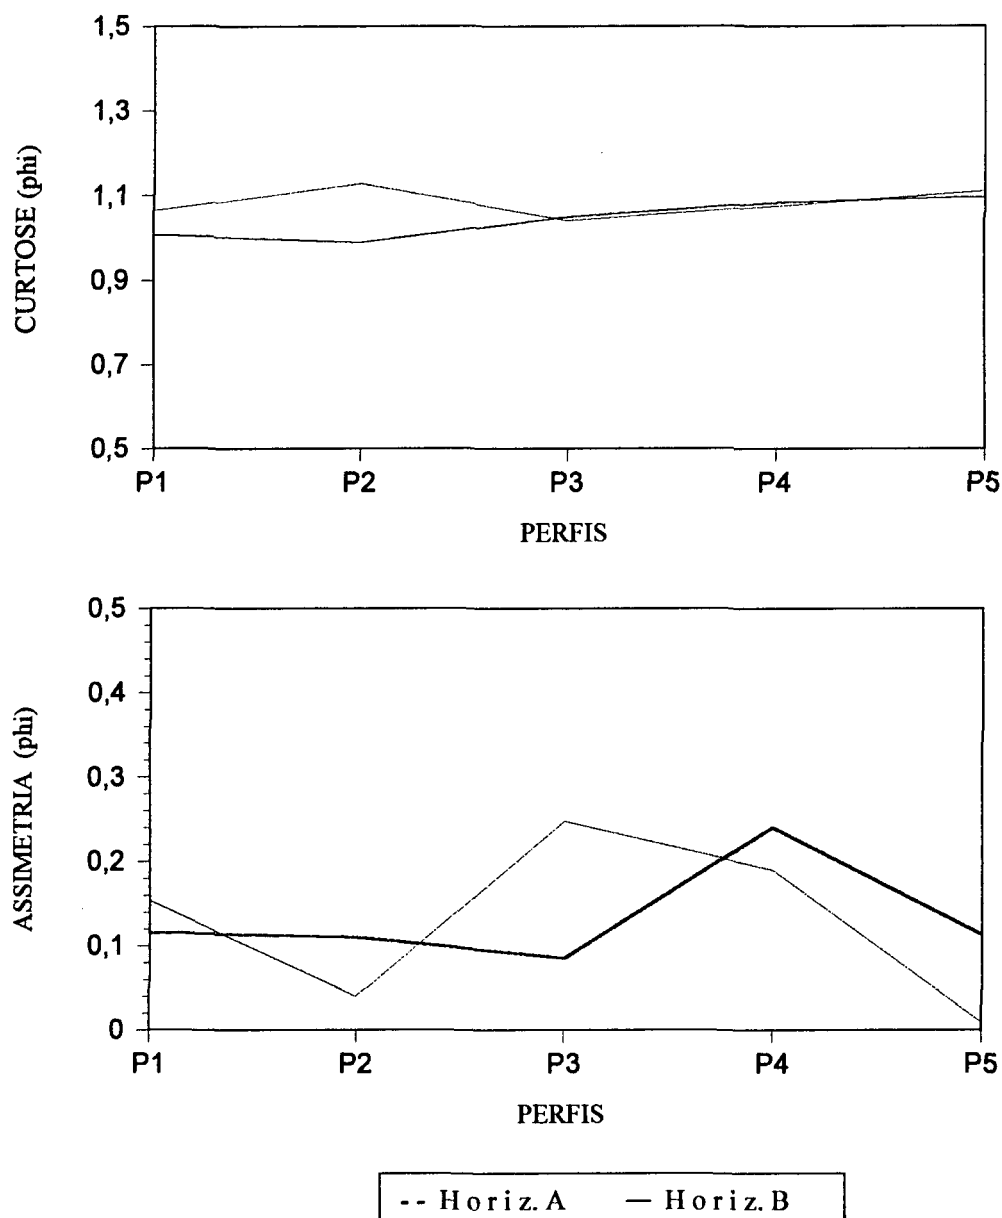 1,5
1,3
1,1
0,9
0,7
0,5
CURTOSE (phi)
P1 P2 P3 P4 P5
PERFIS
0,5
0,4
0,3
0,2
0,1
0
ASSIMETRIA (phi)
P1 P2 P3 P4 P5
PERFIS
-- Horiz. A — Horiz. B